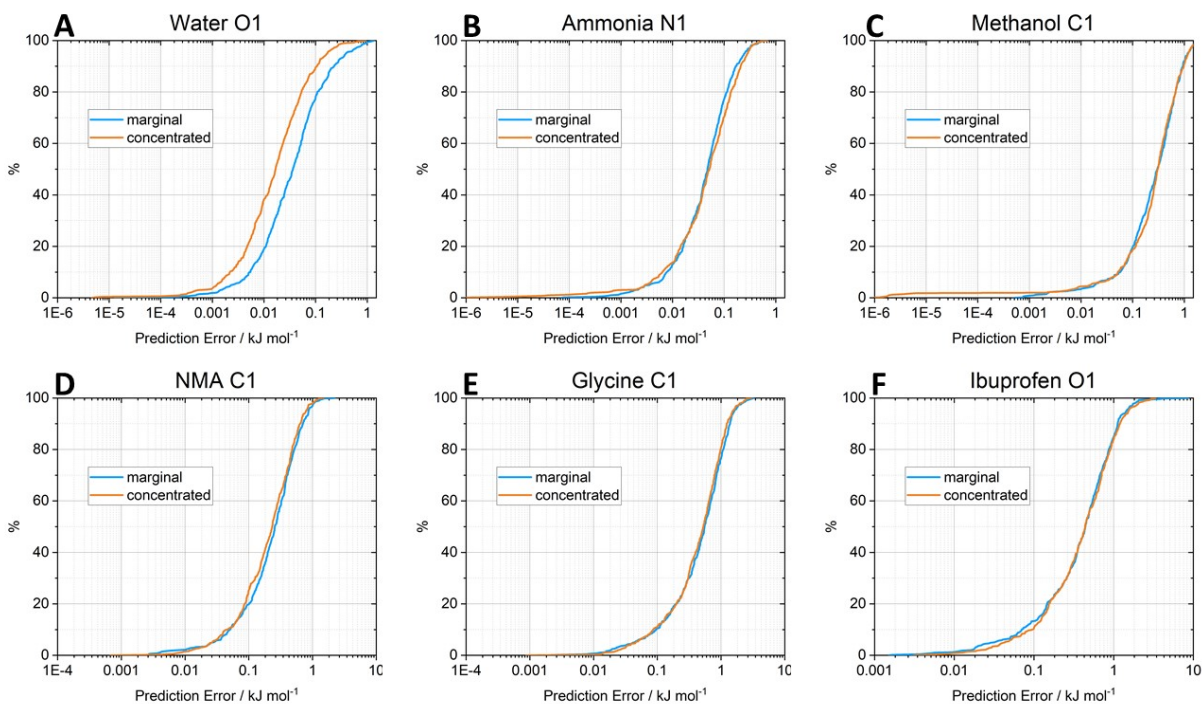 A Water O1
100
80
60
40
20
0
%
marginal
concentrated
1E-6 1E-5 1E-4 0.001 0.01 0.1 1
Prediction Error / kJ mol-1
B Ammonia N1
100
80
60
40
20
0
%
marginal
concentrated
1E-6 1E-5 1E-4 0.001 0.01 0.1 1
Prediction Error / kJ mol-1
C Methanol C1
100
80
60
40
20
0
%
marginal
concentrated
1E-6 1E-5 1E-4 0.001 0.01 0.1 1
Prediction Error / kJ mol-1
D NMA C1
100
80
60
40
20
0
%
marginal
concentrated
1E-4 0.001 0.01 0.1 1 10
Prediction Error / kJ mol-1
E Glycine C1
100
80
60
40
20
0
%
marginal
concentrated
1E-4 0.001 0.01 0.1 1 10
Prediction Error / kJ mol-1
F Ibuprofen O1
100
80
60
40
20
0
%
marginal
concentrated
0.001 0.01 0.1 1 10
Prediction Error / kJ mol-1